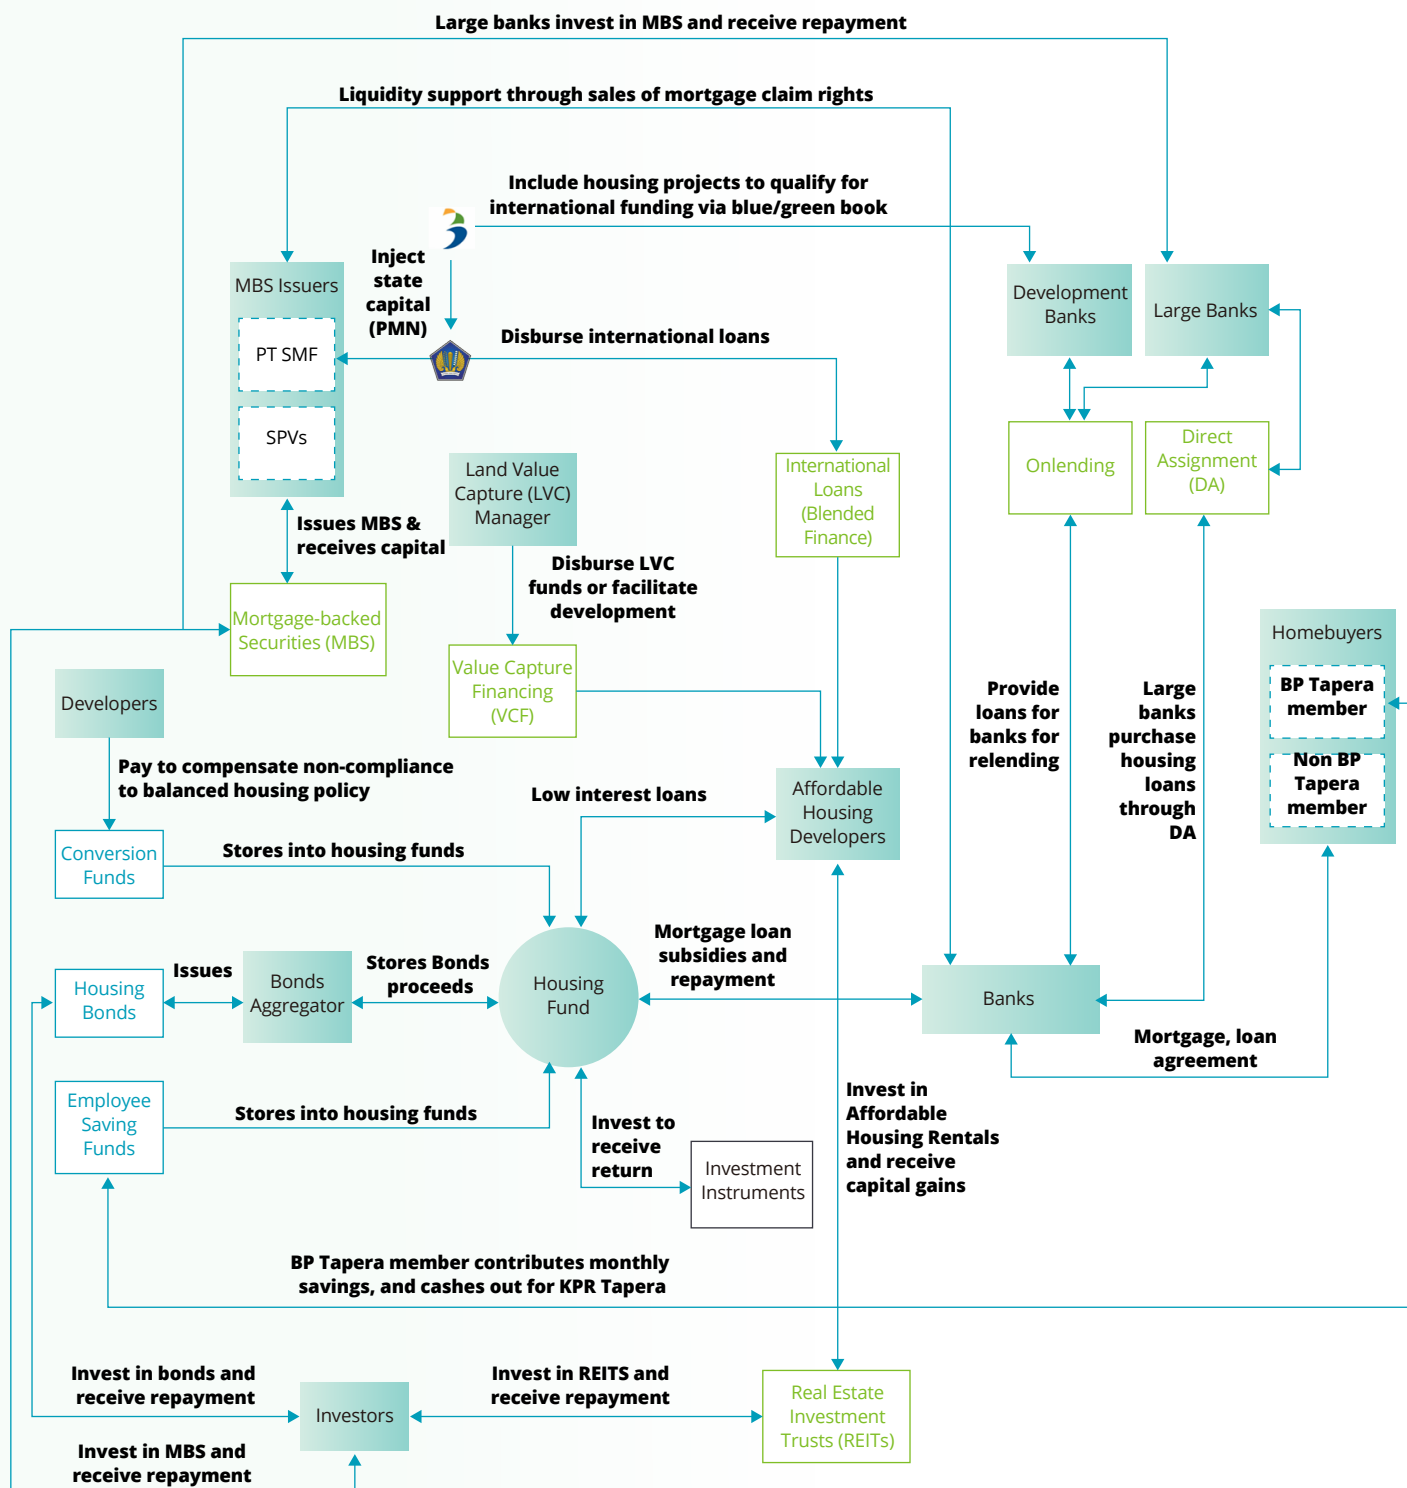 Large banks invest in MBS and receive repayment
Liquidity support through sales of mortgage claim rights
Include housing projects to qualify for
international funding via blue/green book
Inject
state
capital
(PMN)
MBS Issuers
PT SMF
SPVs
Disburse international loans
Development
Banks
Large Banks
Land Value
Capture (LVC)
Manager
International
Loans
(Blended
Finance)
Onlending
Direct
Assignment
(DA)
Issues MBS &
receives capital
Disburse LVC
funds or facilitate
development
Mortgage-backed
Securities (MBS)
Value Capture
Financing
(VCF)
Homebuyers
BP Tapera
member
Non BP
Tapera
member
Developers
Provide
loans for
banks for
relending
Large
banks
purchase
housing
loans
through
DA
Pay to compensate non-compliance
to balanced housing policy
Low interest loans
Affordable
Housing
Developers
Conversion
Funds
Stores into housing funds
Mortgage loan
subsidies and
repayment
Housing
Bonds
Issues
Bonds
Aggregator
Stores Bonds
proceeds
Housing
Fund
Banks
Mortgage, loan
agreement
Employee
Saving
Funds
Stores into housing funds
Invest to
receive
return
Investment
Instruments
Invest in
Affordable
Housing Rentals
and receive
capital gains
BP Tapera member contributes monthly
savings, and cashes out for KPR Tapera
Invest in bonds and
receive repayment
Investors
Invest in REITS and
receive repayment
Real Estate
Investment
Trusts (REITs)
Invest in MBS and
receive repayment